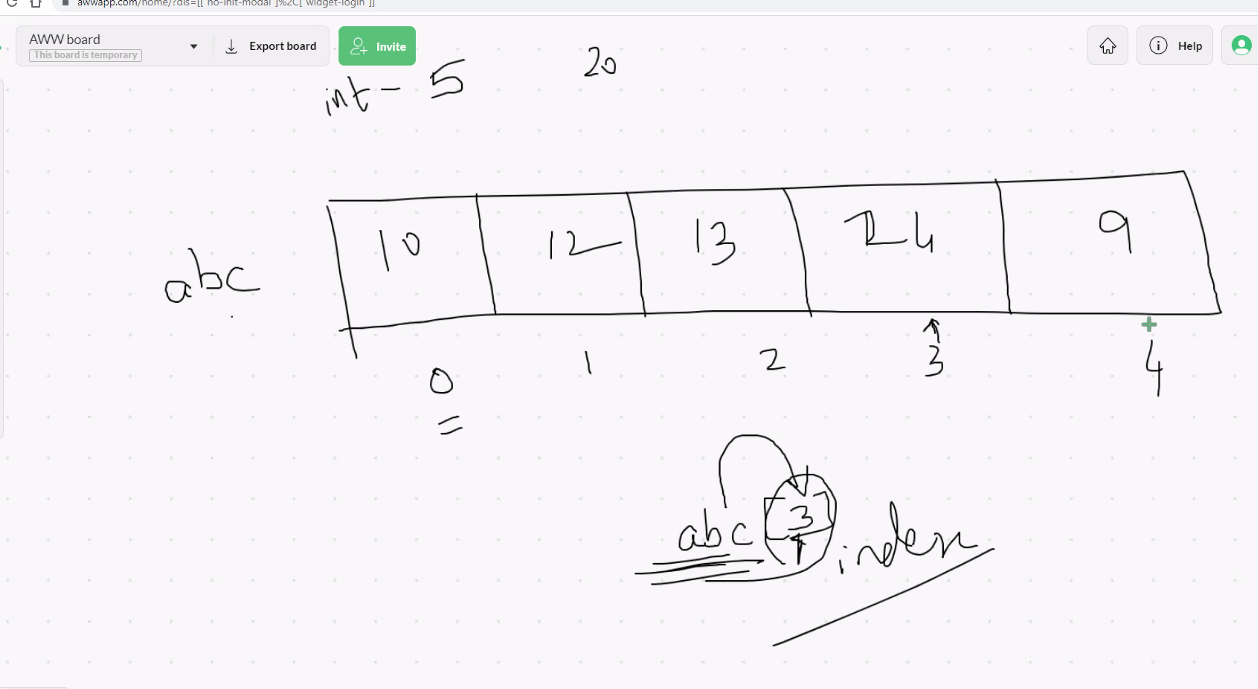 awwapp.com/home/?dis=[["no-init-modal"]%2C["widget-login"]]
AWW board
This board is temporary
Export board
Invite
Help
int - 5 20
abc
10 12 13 14 9
0 1 2 3 4
abc [3] index